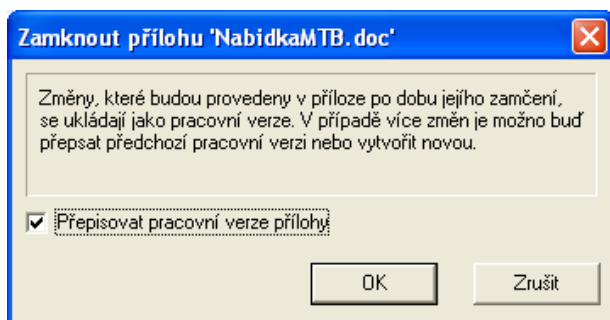 Zamknout přílohu 'NabidkaMTB.doc'
Změny, které budou provedeny v příloze po dobu jejího zamčení,
se ukládají jako pracovní verze. V případě více změn je možno buď
přepsat předchozí pracovní verzi nebo vytvořit novou.
Přepisovat pracovní verze přílohy
OK
Zrušit